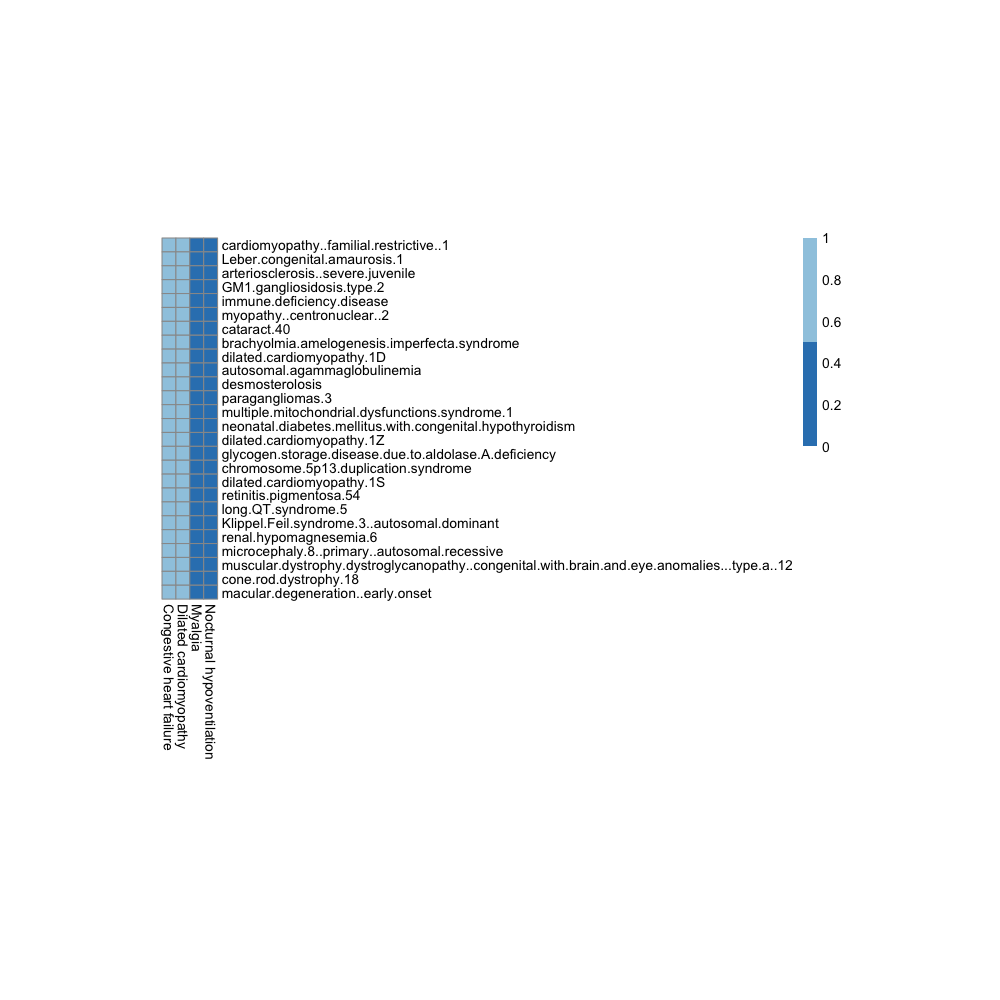 cardiomyopathy..familial.restrictive..1
Leber.congenital.amaurosis.1
arteriosclerosis..severe.juvenile
GM1.gangliosidosis.type.2
immune.deficiency.disease
myopathy..centronuclear..2
cataract.40
brachyolmia.amelogenesis.imperfecta.syndrome
dilated.cardiomyopathy.1D
autosomal.agammaglobulinemia
desmosterolosis
paragangliomas.3
multiple.mitochondrial.dysfunctions.syndrome.1
neonatal.diabetes.mellitus.with.congenital.hypothyroidism
dilated.cardiomyopathy.1Z
glycogen.storage.disease.due.to.aldolase.A.deficiency
chromosome.5p13.duplication.syndrome
dilated.cardiomyopathy.1S
retinitis.pigmentosa.54
long.QT.syndrome.5
Klippel.Feil.syndrome.3..autosomal.dominant
renal.hypomagnesemia.6
microcephaly.8..primary..autosomal.recessive
muscular.dystrophy.dystroglycanopathy..congenital.with.brain.and.eye.anomalies...type.a..12
cone.rod.dystrophy.18
macular.degeneration..early.onset
Congestive heart failure
Dilated cardiomyopathy
Myalgia
Nocturnal hypoventilation
1
0.8
0.6
0.4
0.2
0